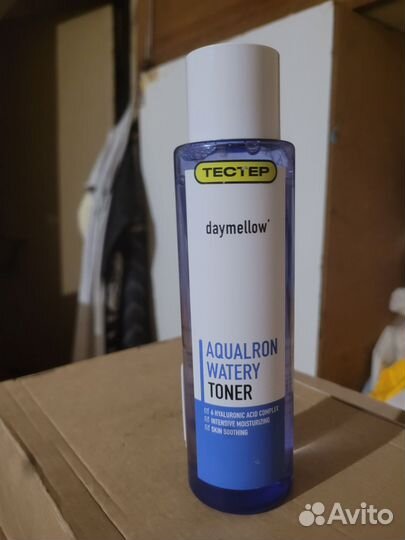 ТЕСТЕР
daymellow'
AQUALRON
WATERY
TONER
6 HYALURONIC ACID COMPLEX
INTENSIVE MOISTURIZING
SKIN SOOTHING
Avito